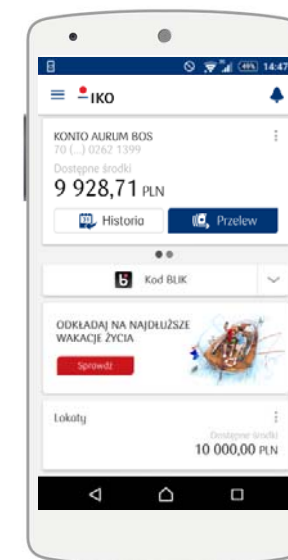 49% 14:47
IKO
KONTO AURUM BOS
70 (...) 0262 1399
Dostępne środki
9 928,71 PLN
Historia
Przelew
Kod BLIK
ODKŁADAJ NA NAJDŁUŻSZE
WAKACJE ŻYCIA
Sprawdź
Lokaty
Dostępne środki
10 000,00 PLN